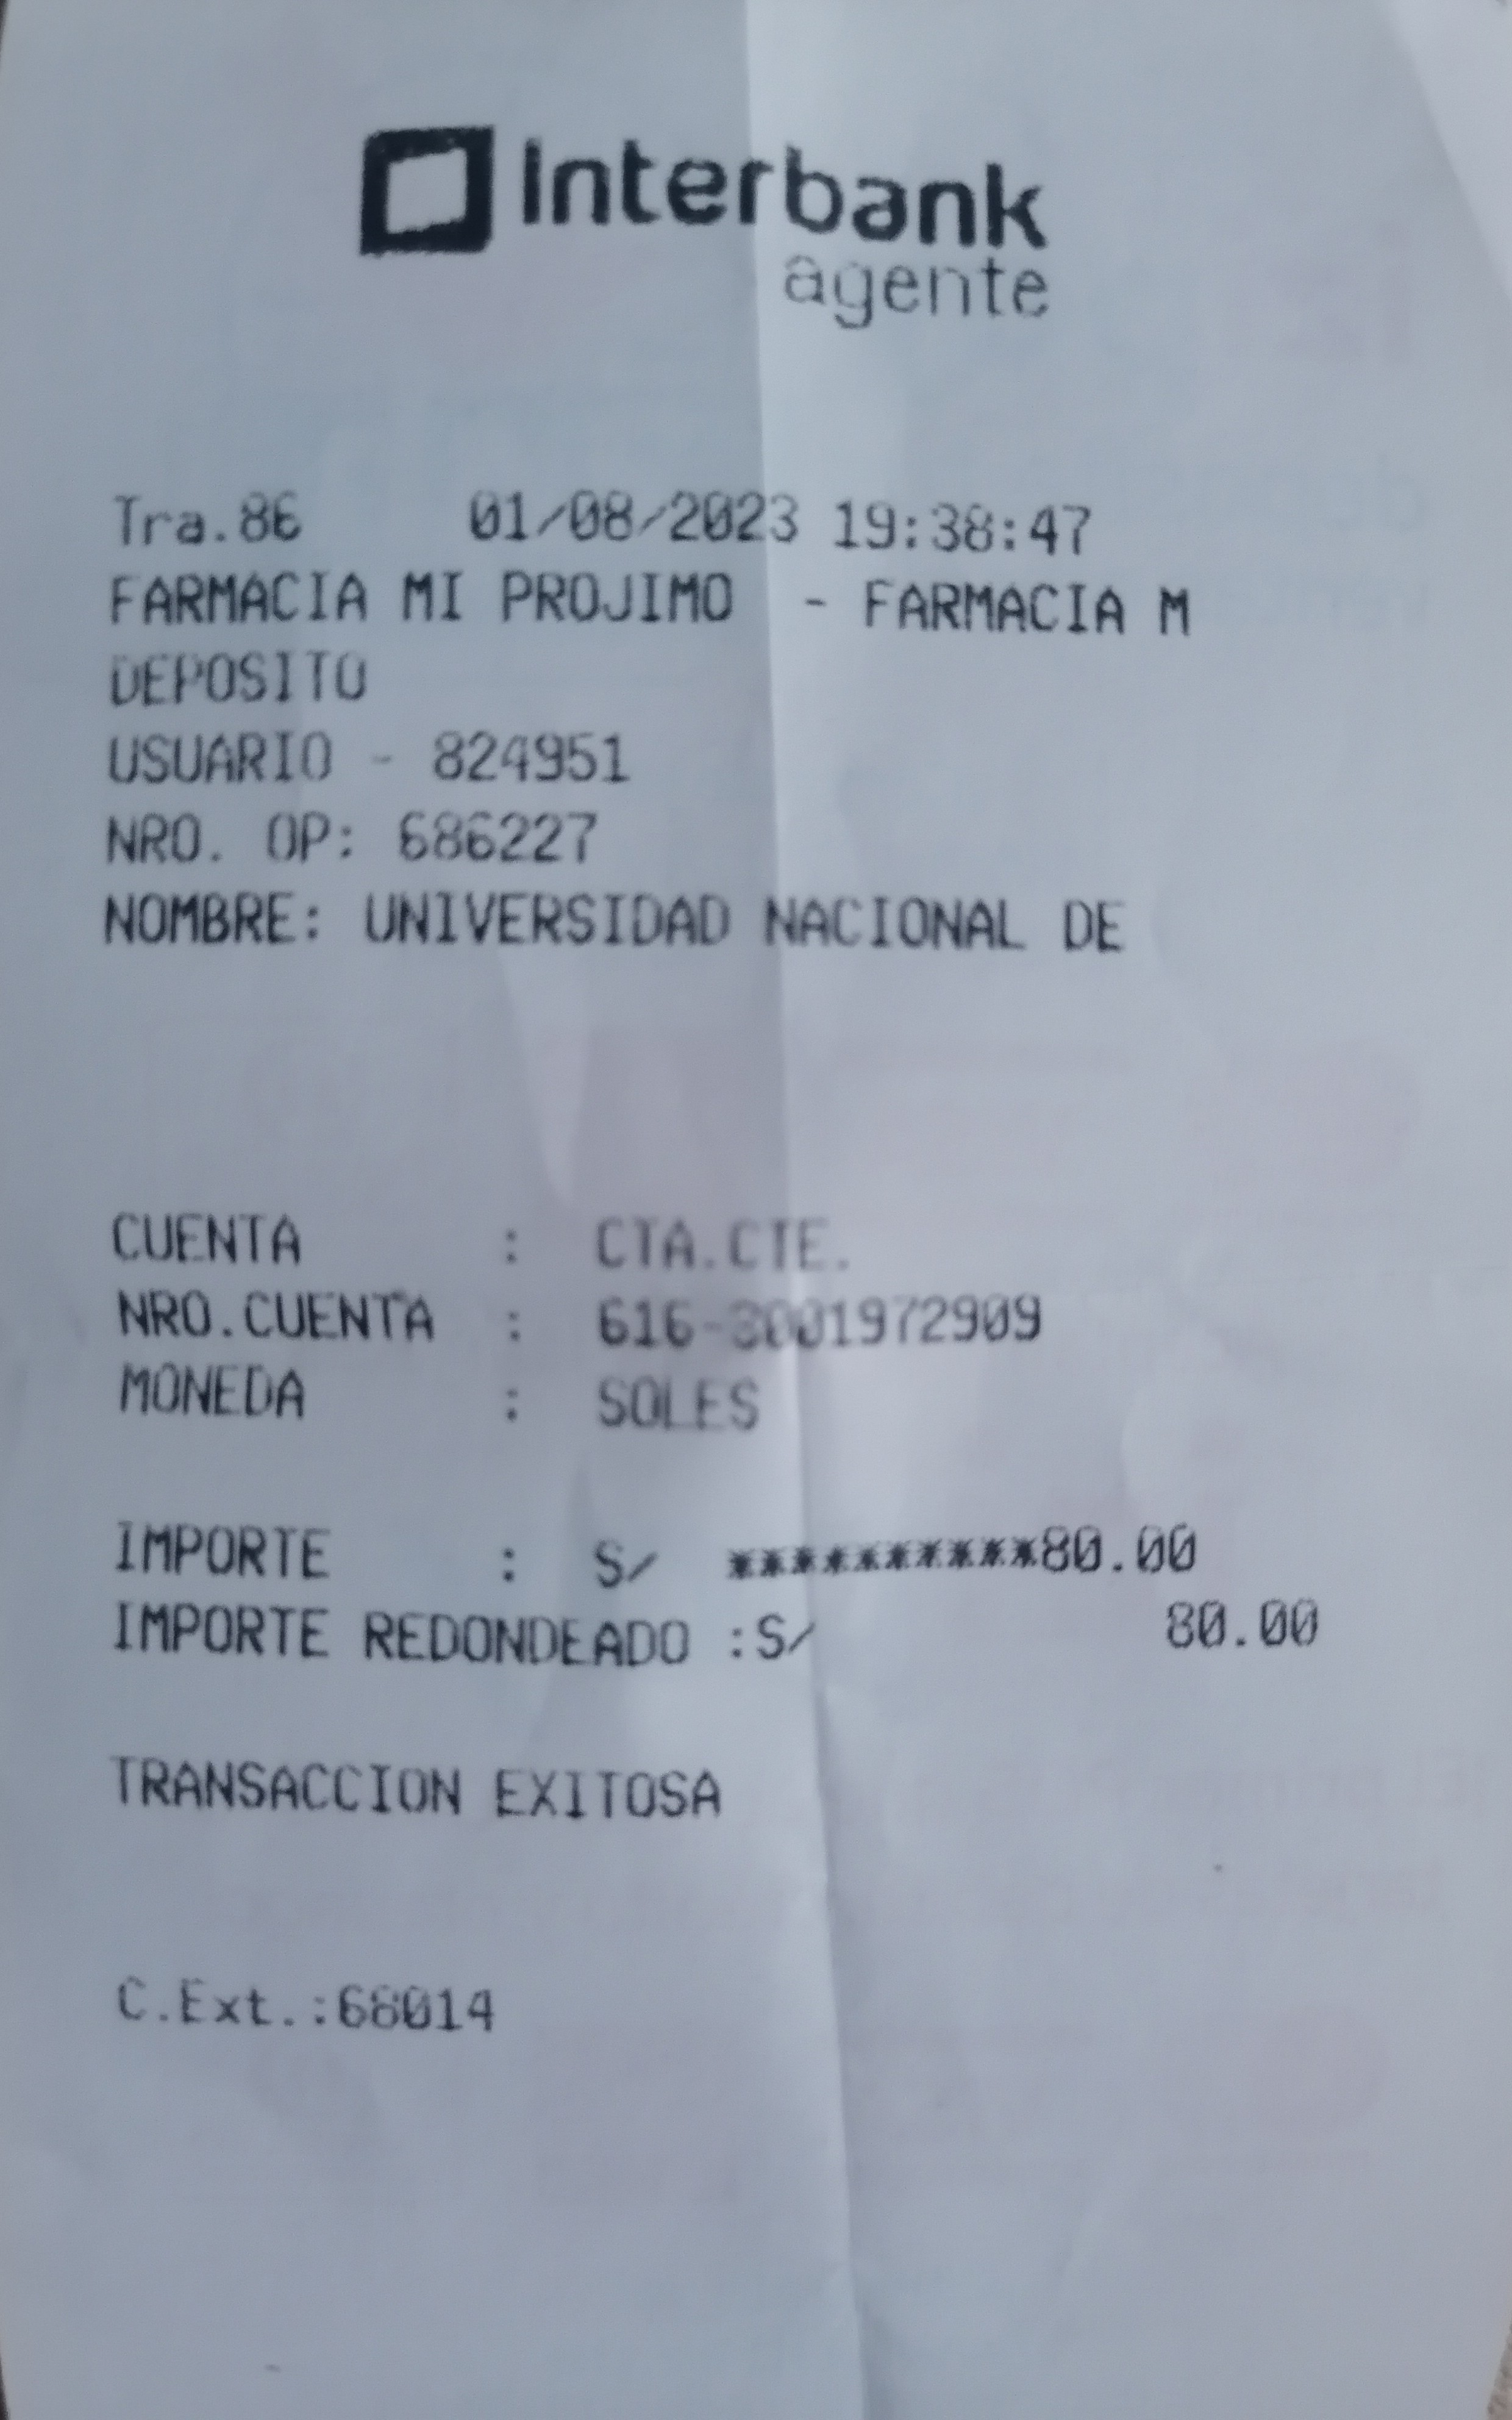 Interbank
agente
Tra.86 01/08/2023 19:38:47
FARMACIA MI PROJIMO - FARMACIA M
DEPOSITO
USUARIO - 824951
NRO. OP: 686227
NOMBRE: UNIVERSIDAD NACIONAL DE
CUENTA : CTA.CTE.
NRO.CUENTA : 616-3001972909
MONEDA : SOLES
IMPORTE : S/ **********80.00
IMPORTE REDONDEADO :S/ 80.00
TRANSACCION EXITOSA
C.Ext.:68014